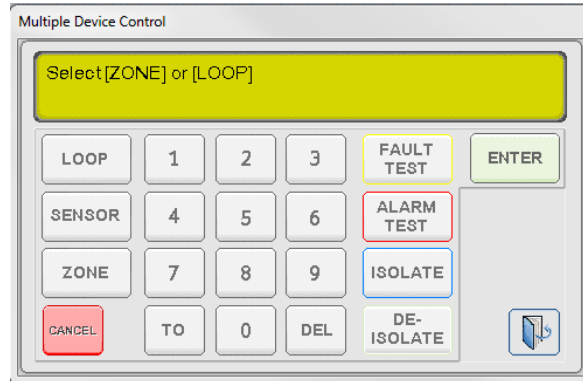 Multiple Device Control
Select [ZONE] or [LOOP]
LOOP 1 2 3 FAULT TEST ENTER
SENSOR 4 5 6 ALARM TEST
ZONE 7 8 9 ISOLATE
CANCEL TO 0 DEL DE-ISOLATE